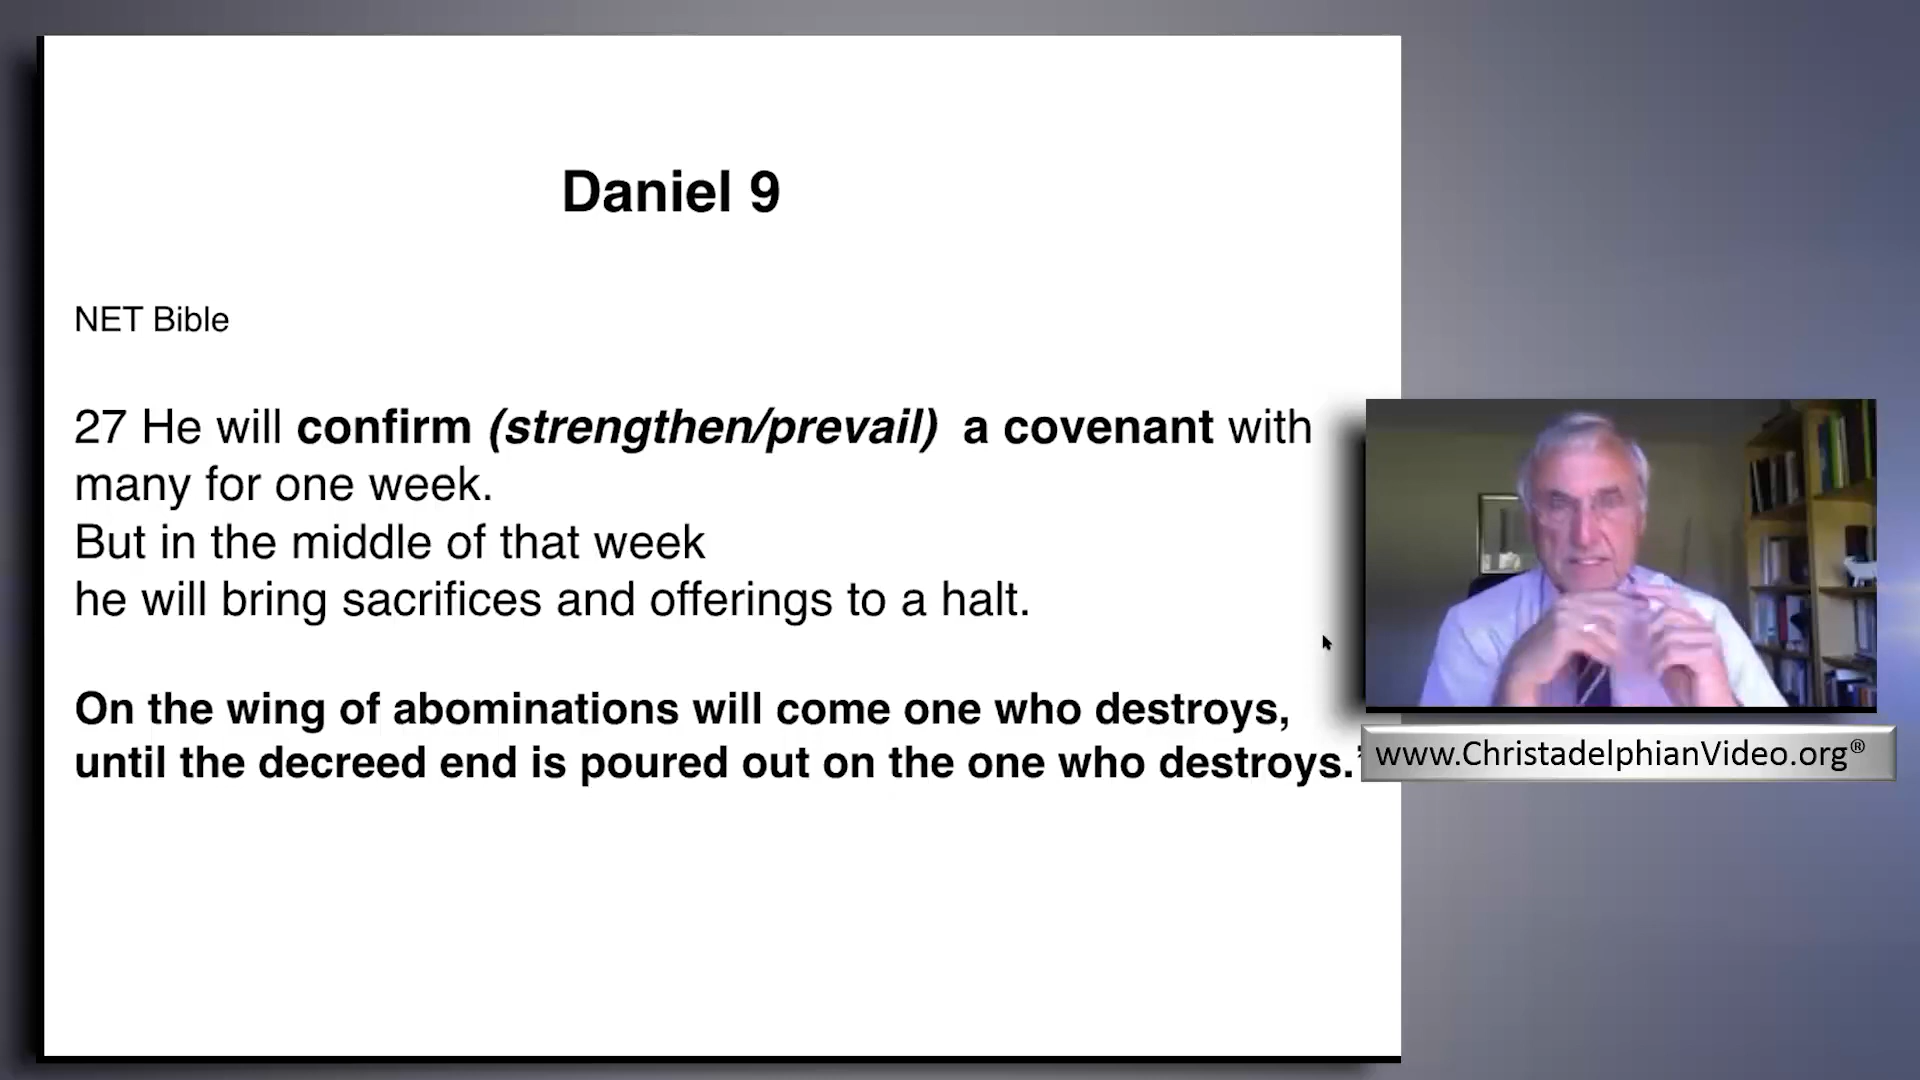 Daniel 9
NET Bible
27 He will confirm (strengthen/prevail) a covenant with
many for one week.
But in the middle of that week
he will bring sacrifices and offerings to a halt.
On the wing of abominations will come one who destroys,
until the decreed end is poured out on the one who destroys.”
www.ChristadelphianVideo.org®